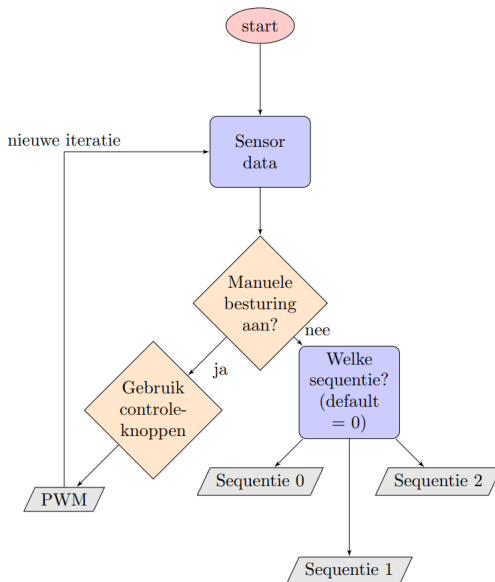 start
nieuwe iteratie
Sensor
data
Manuele
besturing
aan?
nee
ja
Welke
sequentie?
(default
= 0)
Gebruik
controle-
knoppen
PWM
Sequentie 0
Sequentie 2
Sequentie 1